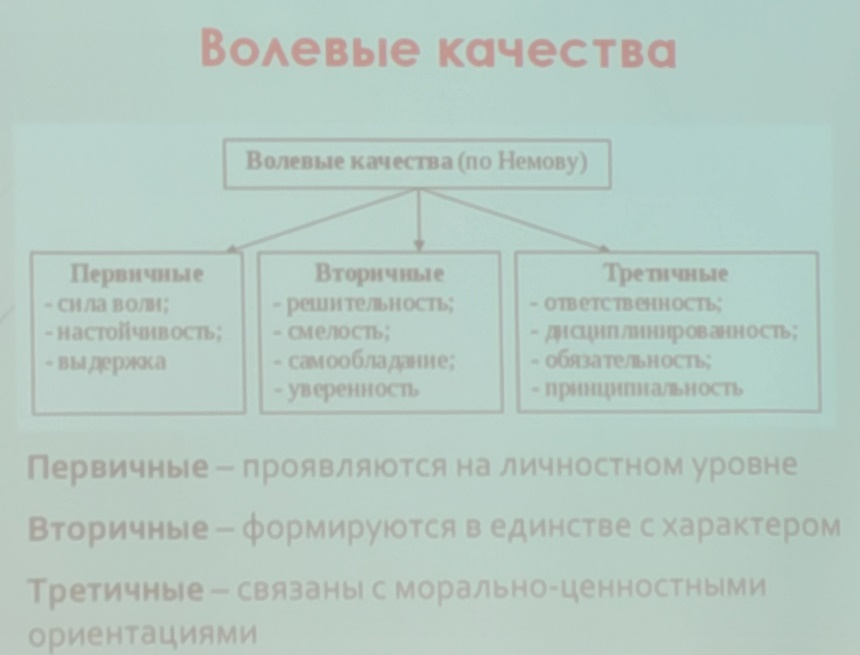 Волевые качества
Волевые качества (по Немову)
Первичные
- сила воли;
- настойчивость;
- выдержка
Вторичные
- решительность;
- смелость;
- самообладание;
- уверенность
Третичные
- ответственность;
- дисциплинированность;
- обязательность;
- принципиальность
Первичные – проявляются на личностном уровне
Вторичные – формируются в единстве с характером
Третичные – связаны с морально-ценностными
ориентациями